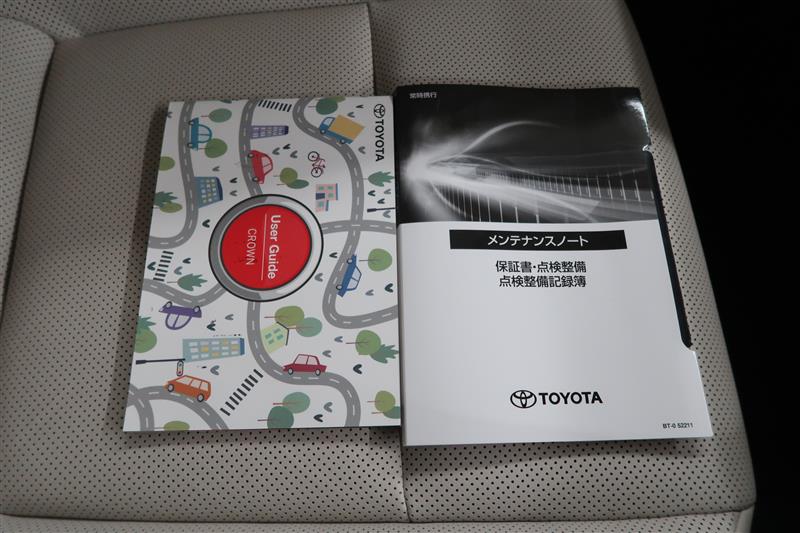 TOYOTA
User Guide
CROWN
常時携行
メンテナンスノート
保証書・点検整備
点検整備記録簿
TOYOTA
BT-0 52211